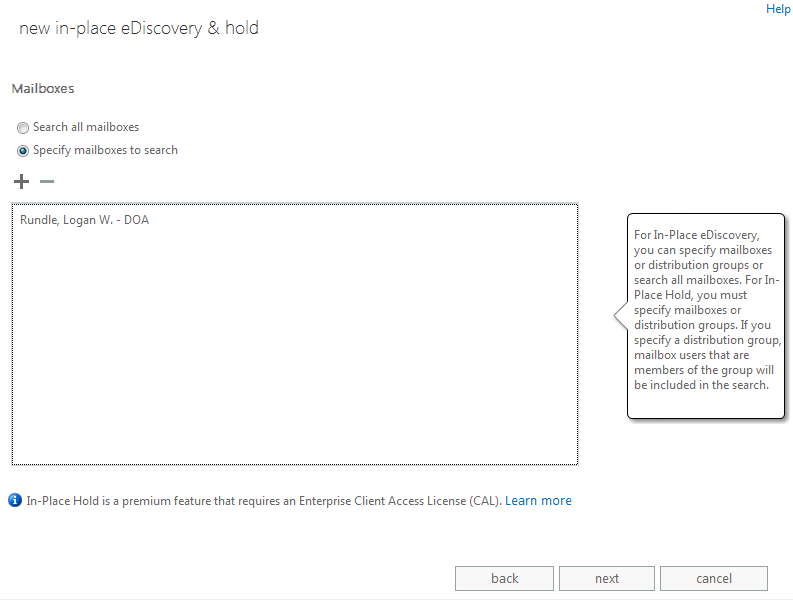 Help
new in-place eDiscovery & hold
Mailboxes
Search all mailboxes
Specify mailboxes to search
Rundle, Logan W. - DOA
For In-Place eDiscovery,
you can specify mailboxes
or distribution groups or
search all mailboxes. For In-
Place Hold, you must
specify mailboxes or
distribution groups. If you
specify a distribution group,
mailbox users that are
members of the group will
be included in the search.
In-Place Hold is a premium feature that requires an Enterprise Client Access License (CAL). Learn more
back next cancel